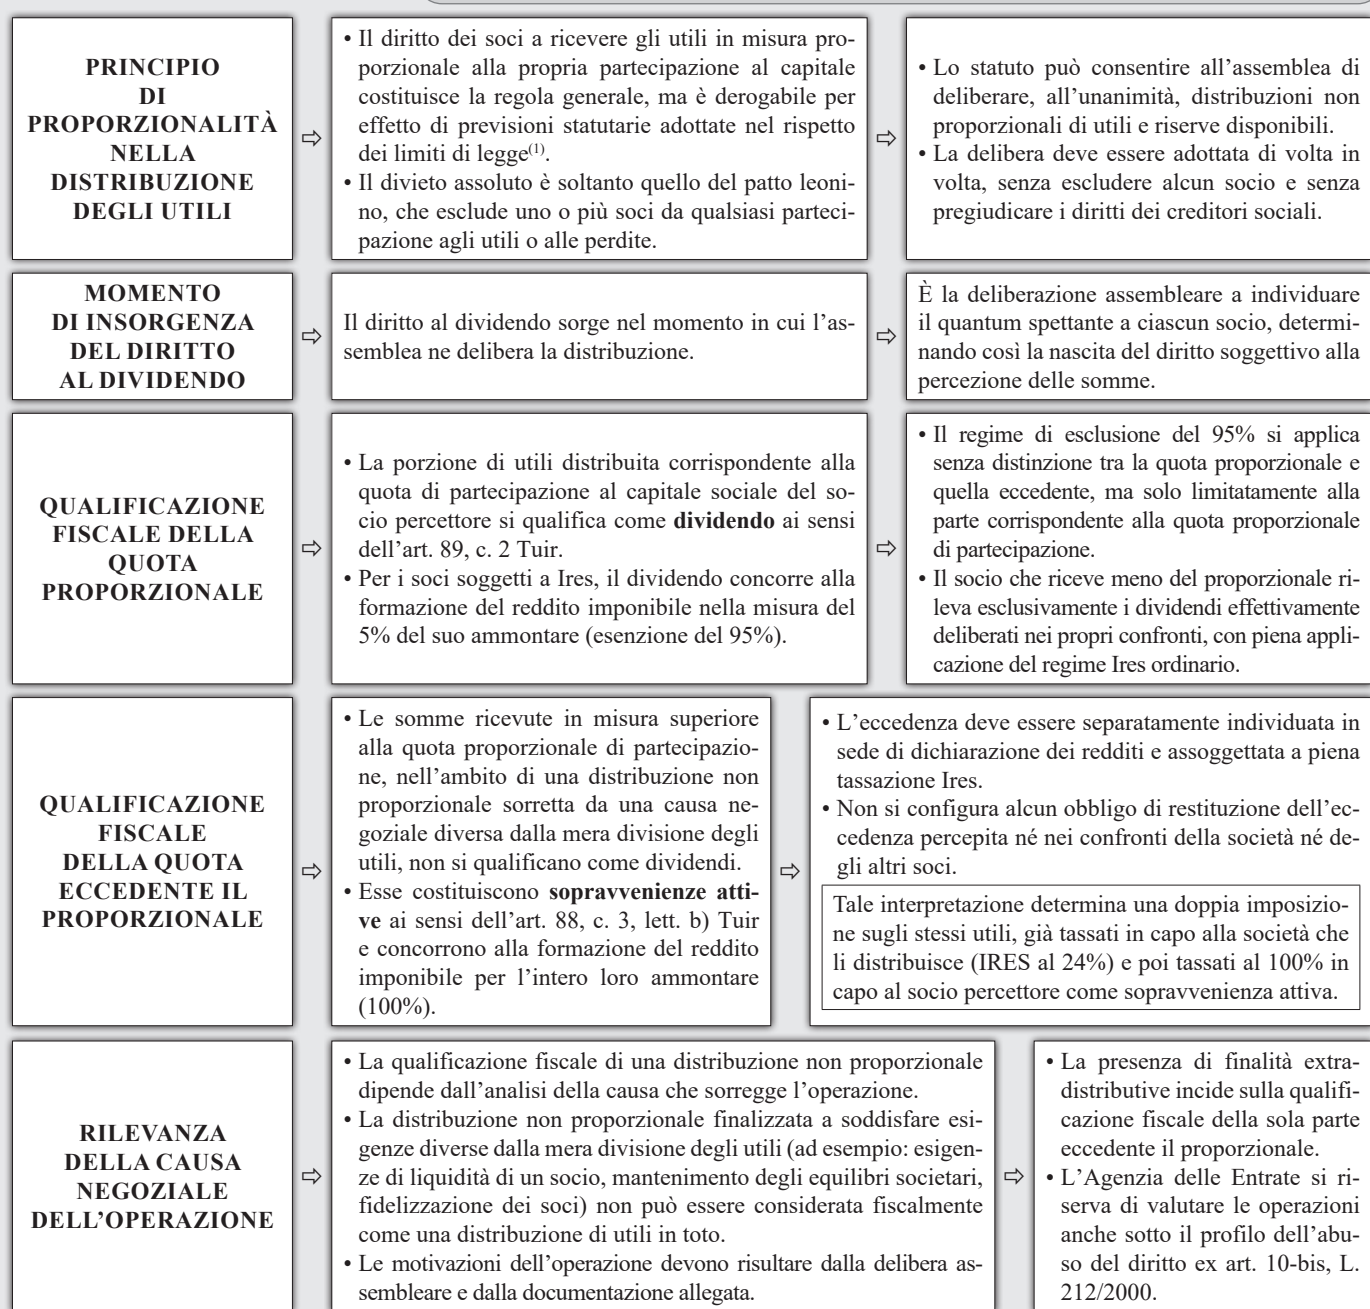 PRINCIPIO
DI
PROPORZIONALITÀ
NELLA
DISTRIBUZIONE
DEGLI UTILI
⇨
• Il diritto dei soci a ricevere gli utili in misura pro-
porzionale alla propria partecipazione al capitale
costituisce la regola generale, ma è derogabile per
effetto di previsioni statutarie adottate nel rispetto
dei limiti di legge(1).
• Il divieto assoluto è soltanto quello del patto leoni-
no, che esclude uno o più soci da qualsiasi parteci-
pazione agli utili o alle perdite.
⇨
• Lo statuto può consentire all’assemblea di
deliberare, all’unanimità, distribuzioni non
proporzionali di utili e riserve disponibili.
• La delibera deve essere adottata di volta in
volta, senza escludere alcun socio e senza
pregiudicare i diritti dei creditori sociali.
MOMENTO
DI INSORGENZA
DEL DIRITTO
AL DIVIDENDO
⇨
Il diritto al dividendo sorge nel momento in cui l’as-
semblea ne delibera la distribuzione.
⇨
È la deliberazione assembleare a individuare
il quantum spettante a ciascun socio, determi-
nando così la nascita del diritto soggettivo alla
percezione delle somme.
QUALIFICAZIONE
FISCALE DELLA
QUOTA
PROPORZIONALE
⇨
• La porzione di utili distribuita corrispondente alla
quota di partecipazione al capitale sociale del so-
cio percettore si qualifica come dividendo ai sensi
dell’art. 89, c. 2 Tuir.
• Per i soci soggetti a Ires, il dividendo concorre alla
formazione del reddito imponibile nella misura del
5% del suo ammontare (esenzione del 95%).
⇨
• Il regime di esclusione del 95% si applica
senza distinzione tra la quota proporzionale e
quella eccedente, ma solo limitatamente alla
parte corrispondente alla quota proporzionale
di partecipazione.
• Il socio che riceve meno del proporzionale ri-
leva esclusivamente i dividendi effettivamente
deliberati nei propri confronti, con piena appli-
cazione del regime Ires ordinario.
QUALIFICAZIONE
FISCALE
DELLA QUOTA
ECCEDENTE IL
PROPORZIONALE
⇨
• Le somme ricevute in misura superiore
alla quota proporzionale di partecipazio-
ne, nell’ambito di una distribuzione non
proporzionale sorretta da una causa ne-
goziale diversa dalla mera divisione degli
utili, non si qualificano come dividendi.
• Esse costituiscono sopravvenienze atti-
ve ai sensi dell’art. 88, c. 3, lett. b) Tuir
e concorrono alla formazione del reddito
imponibile per l’intero loro ammontare
(100%).
⇨
• L’eccedenza deve essere separatamente individuata in
sede di dichiarazione dei redditi e assoggettata a piena
tassazione Ires.
• Non si configura alcun obbligo di restituzione dell’ec-
cedenza percepita né nei confronti della società né de-
gli altri soci.
Tale interpretazione determina una doppia imposizio-
ne sugli stessi utili, già tassati in capo alla società che
li distribuisce (IRES al 24%) e poi tassati al 100% in
capo al socio percettore come sopravvenienza attiva.
RILEVANZA
DELLA CAUSA
NEGOZIALE
DELL’OPERAZIONE
⇨
• La qualificazione fiscale di una distribuzione non proporzionale
dipende dall’analisi della causa che sorregge l’operazione.
• La distribuzione non proporzionale finalizzata a soddisfare esi-
genze diverse dalla mera divisione degli utili (ad esempio: esigen-
ze di liquidità di un socio, mantenimento degli equilibri societari,
fidelizzazione dei soci) non può essere considerata fiscalmente
come una distribuzione di utili in toto.
• Le motivazioni dell’operazione devono risultare dalla delibera as-
sembleare e dalla documentazione allegata.
⇨
• La presenza di finalità extra-
distributive incide sulla qualifi-
cazione fiscale della sola parte
eccedente il proporzionale.
• L’Agenzia delle Entrate si ri-
serva di valutare le operazioni
anche sotto il profilo dell’abu-
so del diritto ex art. 10-bis, L.
212/2000.